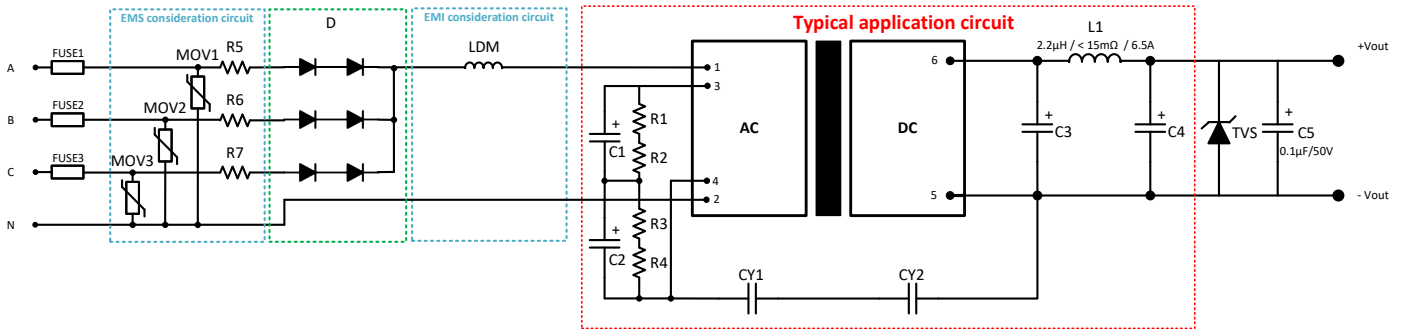 EMS consideration circuit
D
EMI consideration circuit
Typical application circuit
FUSE1
MOV1
R5
LDM
L1
2.2µH / < 15mΩ / 6.5A
A
1
6
+Vout
3
FUSE2
MOV2
R6
R1
B
AC
DC
C1
+
C3
+
C4
+
TVS
C5
+
0.1µF/50V
FUSE3
MOV3
R7
R2
C
4
5
- Vout
2
N
R3
C2
+
R4
CY1
CY2